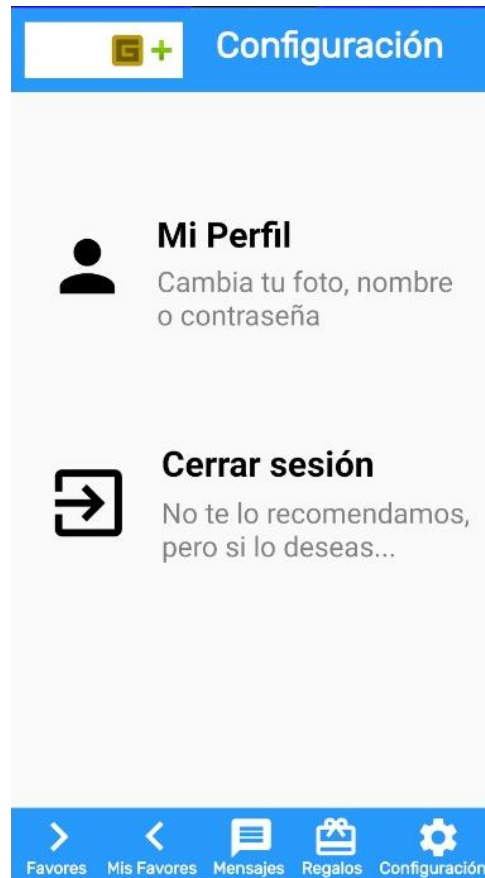 G+
Configuración
Mi Perfil
Cambia tu foto, nombre
o contraseña
Cerrar sesión
No te lo recomendamos,
pero si lo deseas...
Favores Mis Favores Mensajes Regalos Configuración